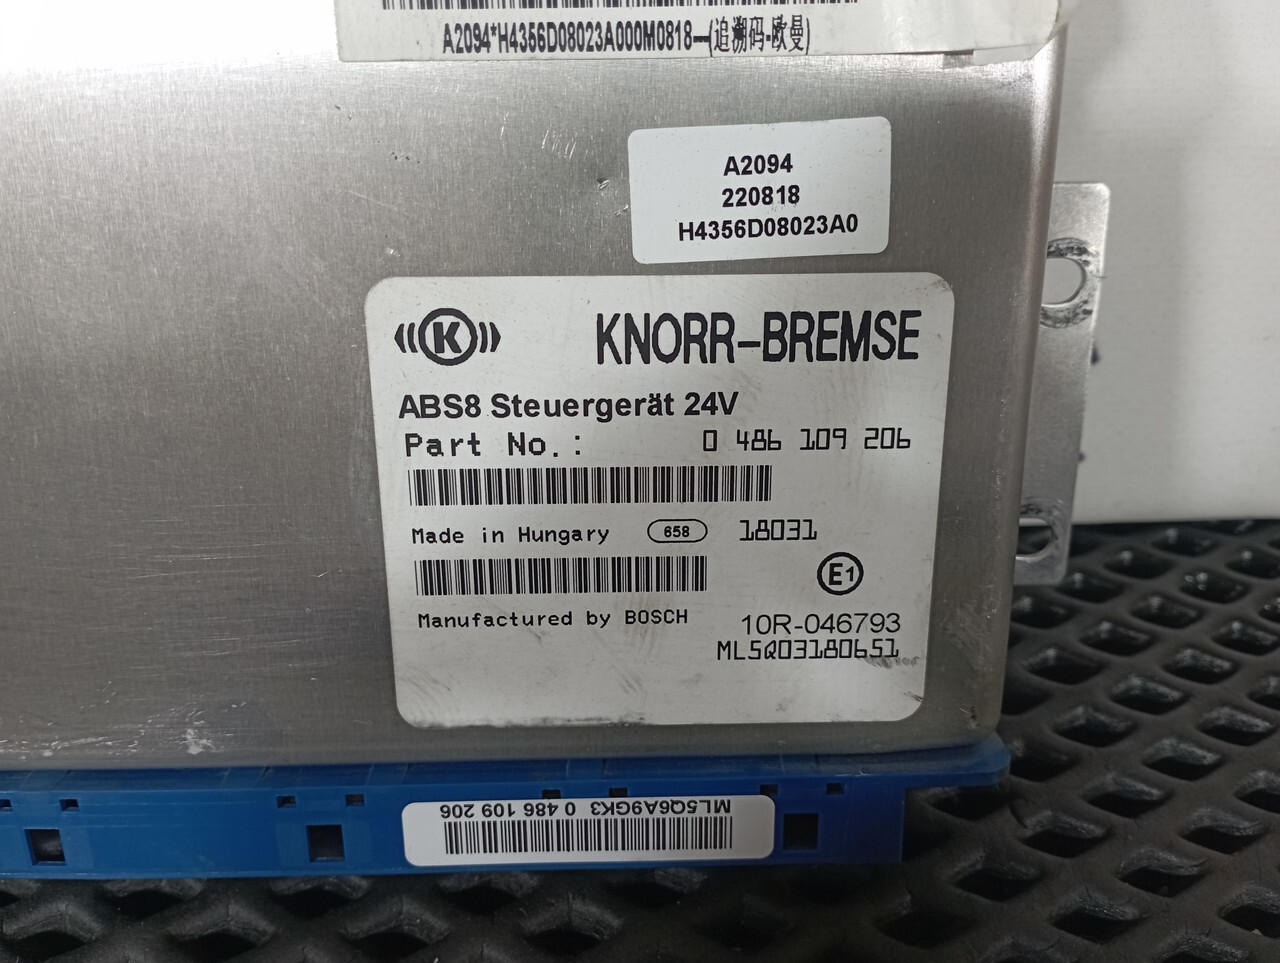 A2094*H4356D08023A000M0818-(追溯码-欧曼)
A2094
220818
H4356D08023A0
K KNORR-BREMSE
ABS8 Steuergerät 24V
Part No.: 0 486 109 206
Made in Hungary 658 18031
E1
Manufactured by BOSCH 10R-046793
ML5Q03180651
ML5Q6A9GK3 0 486 109 206